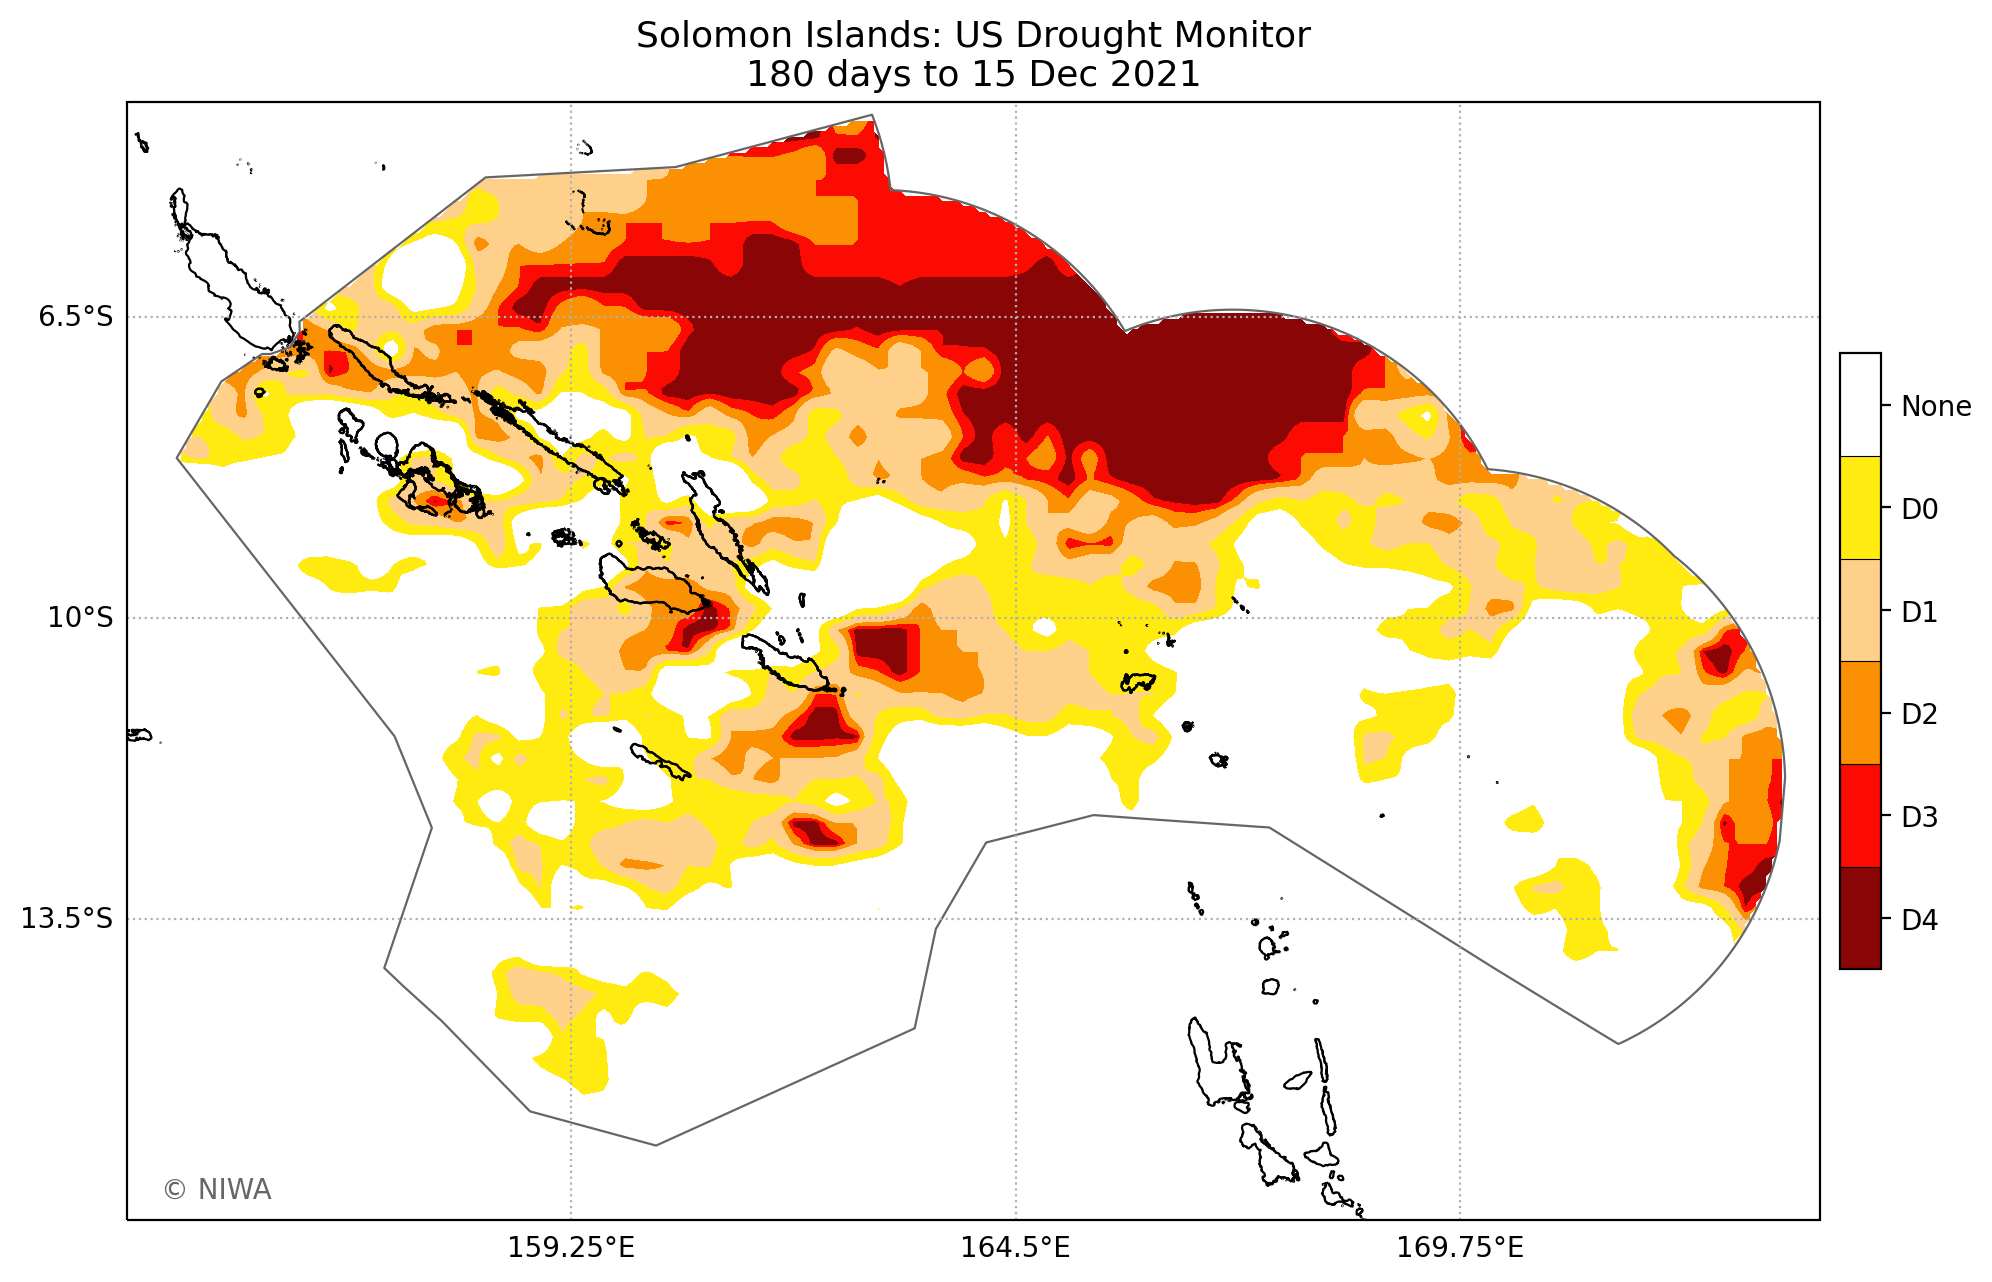 Solomon Islands: US Drought Monitor
180 days to 15 Dec 2021
6.5°S
10°S
13.5°S
159.25°E
164.5°E
169.75°E
None
D0
D1
D2
D3
D4
© NIWA